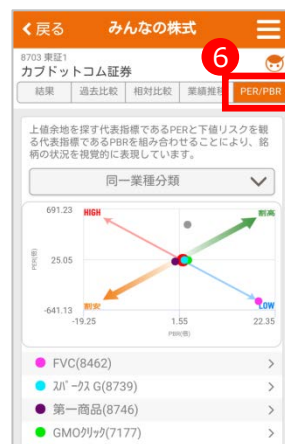 戻る
みんなの株式
8703 東証1
カブドットコム証券
6
結果
過去比較
相対比較
業績推移
PER/PBR
上値余地を探す代表指標であるPERと下値リスクを観
る代表指標であるPBRを組み合わせることにより、銘
柄の状況を視覚的に表現しています。
同一業種分類
691.23
HIGH
割高
PER(倍)
25.05
割安
LOW
-641.13
-19.25
1.55
22.35
PBR(倍)
FVC(8462)
スパークス G(8739)
第一商品(8746)
GMOクリック(7177)